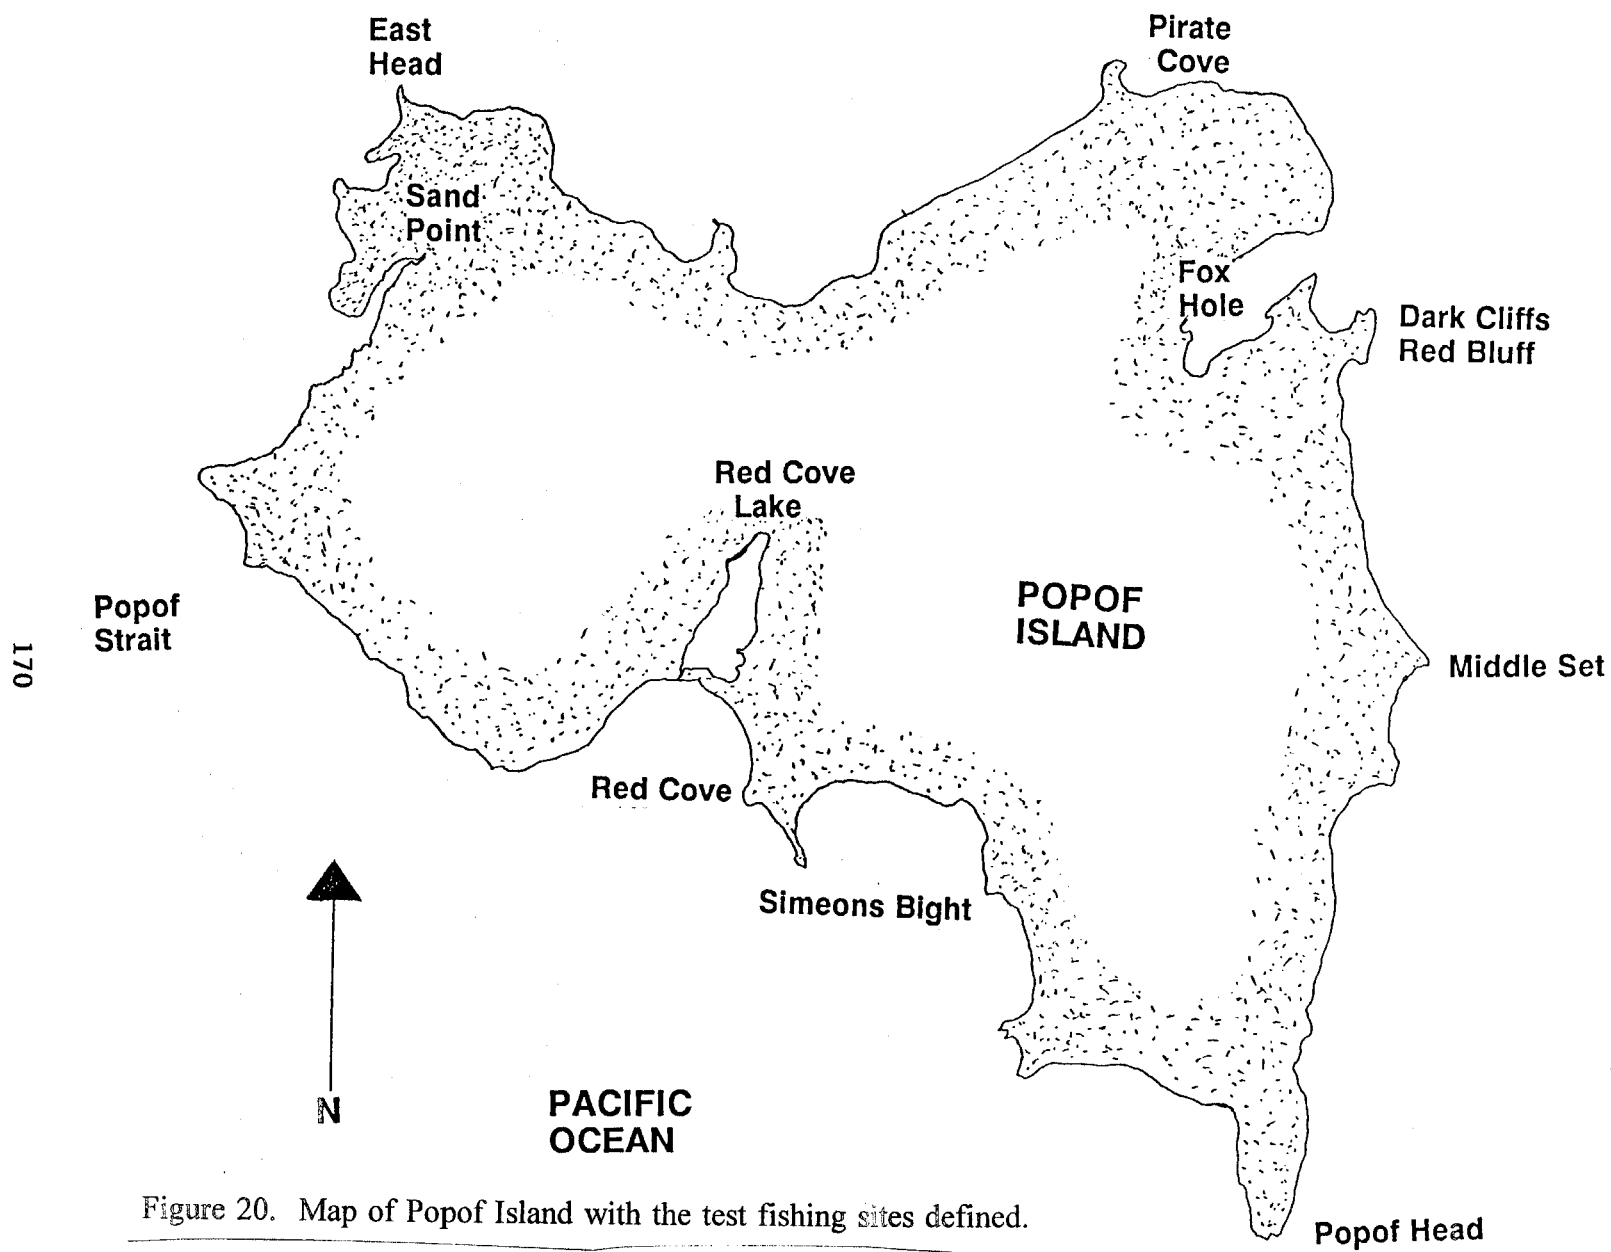 East
Head
Pirate
Cove
Sand
Point
Fox
Hole
Dark Cliffs
Red Bluff
Red Cove
Lake
POPOF
ISLAND
Popof
Strait
Middle Set
170
Red Cove
Simeons Bight
N
PACIFIC
OCEAN
Figure 20. Map of Popof Island with the test fishing sites defined.
Popof Head